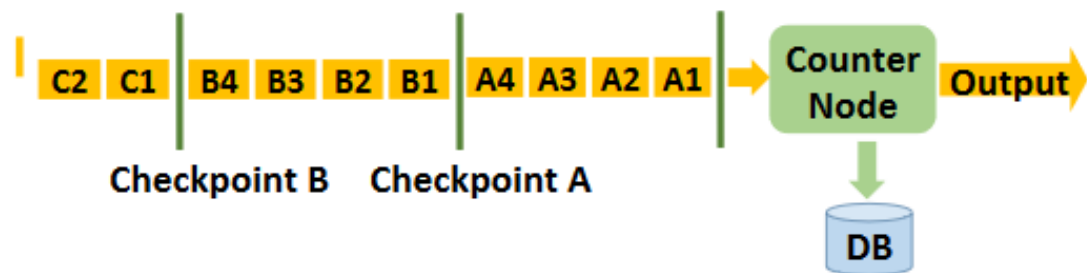 C2 C1 B4 B3 B2 B1 A4 A3 A2 A1 Counter Node Output
Checkpoint B Checkpoint A
DB